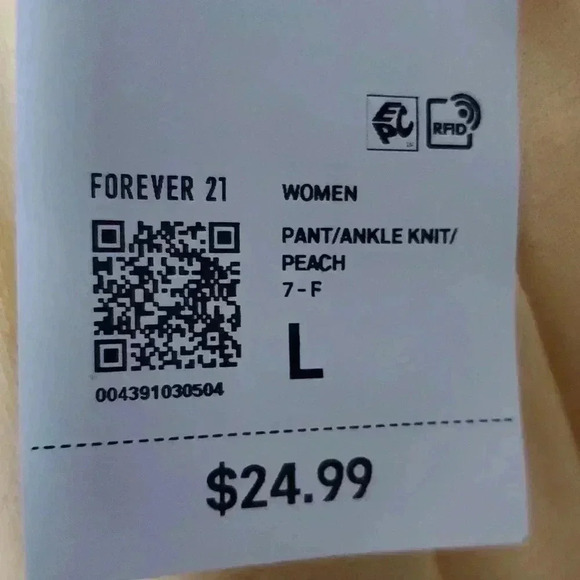 EPC
RFID
FOREVER 21
WOMEN
PANT/ANKLE KNIT/
PEACH
7-F
L
004391030504
$24.99